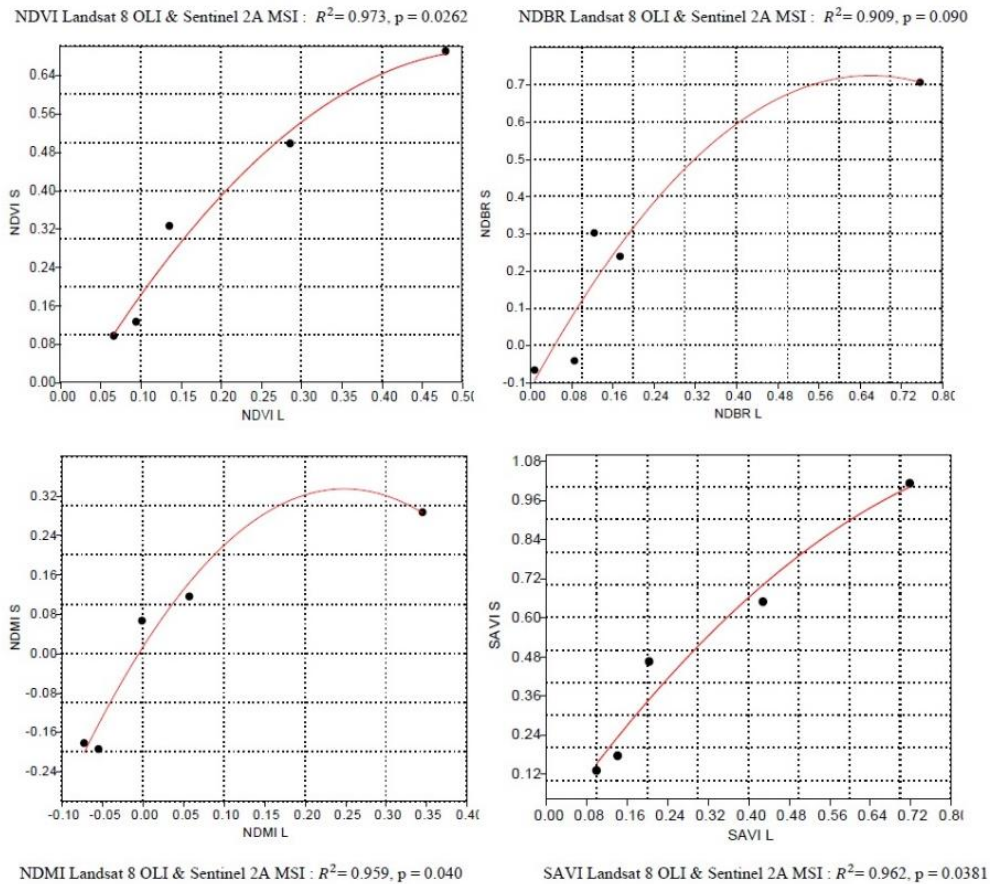 NDVI Landsat 8 OLI & Sentinel 2A MSI : R²= 0.973, p = 0.0262
NDVI S
0.64
0.56
0.48
0.40
0.32
0.24
0.16
0.08
0.00
0.00 0.10 0.15 0.20 0.25 0.30 0.35 0.40 0.45 0.50
NDVI L
NDBR Landsat 8 OLI & Sentinel 2A MSI : R²= 0.909, p = 0.090
NDBR S
0.7
0.6
0.5
0.4
0.3
0.2
0.1
0.0
-0.1
0.00 0.08 0.16 0.24 0.32 0.40 0.48 0.56 0.64 0.72 0.80
NDBR L
NDMI S
0.32
0.24
0.16
0.08
0.00
-0.08
-0.16
-0.24
-0.10 -0.05 0.00 0.05 0.10 0.15 0.20 0.25 0.30 0.35 0.40
NDMI L
NDMI Landsat 8 OLI & Sentinel 2A MSI : R²= 0.959, p = 0.040
SAVI S
1.08
0.96
0.84
0.72
0.60
0.48
0.36
0.24
0.12
0.00 0.08 0.16 0.24 0.32 0.40 0.48 0.56 0.64 0.72 0.80
SAVI L
SAVI Landsat 8 OLI & Sentinel 2A MSI : R²= 0.962, p = 0.0381